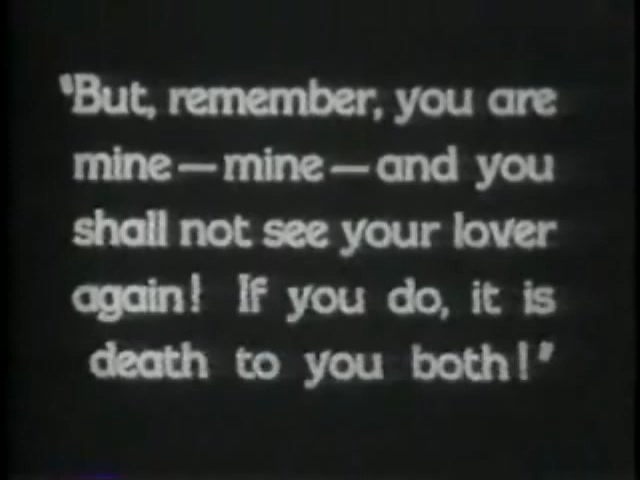 "But, remember, you are
mine—mine—and you
shall not see your lover
again! If you do, it is
death to you both!"